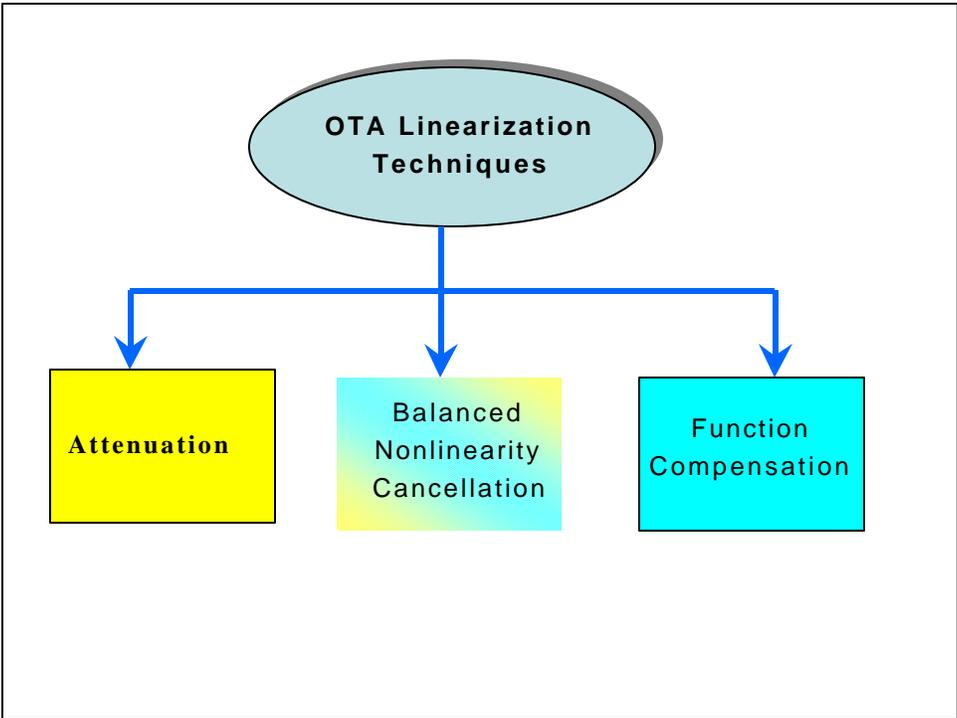 OTA Linearization
Techniques
Attenuation
Balanced
Nonlinearity
Cancellation
Function
Compensation